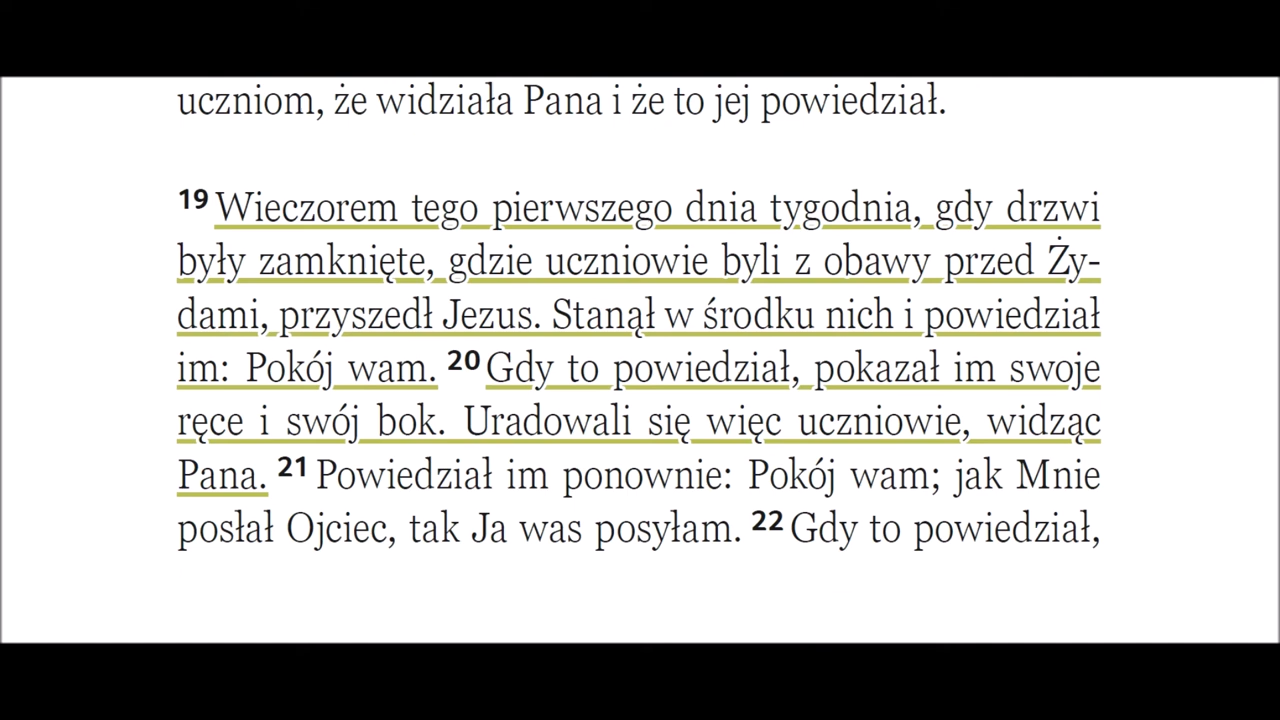 uczniom, że widziała Pana i że to jej powiedział.
19 Wieczorem tego pierwszego dnia tygodnia, gdy drzwi
były zamknięte, gdzie uczniowie byli z obawy przed Ży-
dami, przyszedł Jezus. Stanął w środku nich i powiedział
im: Pokój wam. 20 Gdy to powiedział, pokazał im swoje
ręce i swój bok. Uradowali się więc uczniowie, widząc
Pana. 21 Powiedział im ponownie: Pokój wam; jak Mnie
posłał Ojciec, tak Ja was posyłam. 22 Gdy to powiedział,